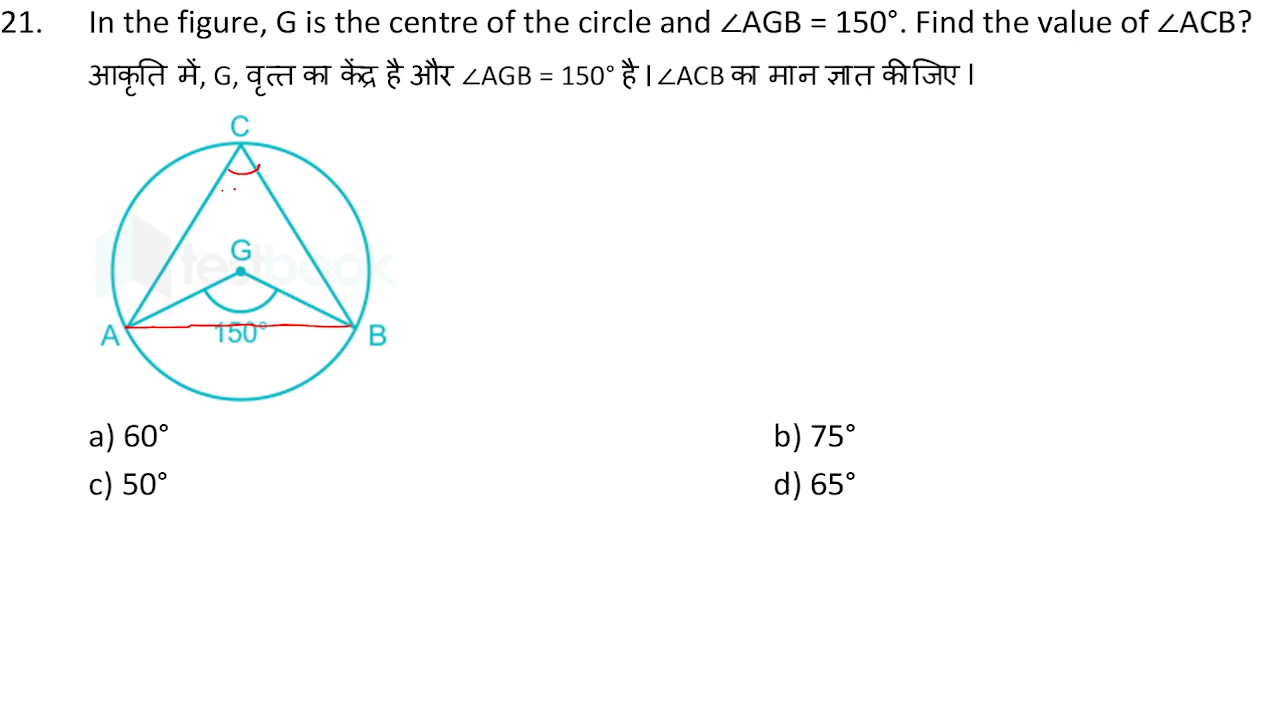 21. In the figure, G is the centre of the circle and ∠AGB = 150°. Find the value of ∠ACB?
आकृति में, G, वृत्त का केंद्र है और ∠AGB = 150° है। ∠ACB का मान ज्ञात कीजिए।
C
G
testbook
A 150° B
a) 60° b) 75°
c) 50° d) 65°